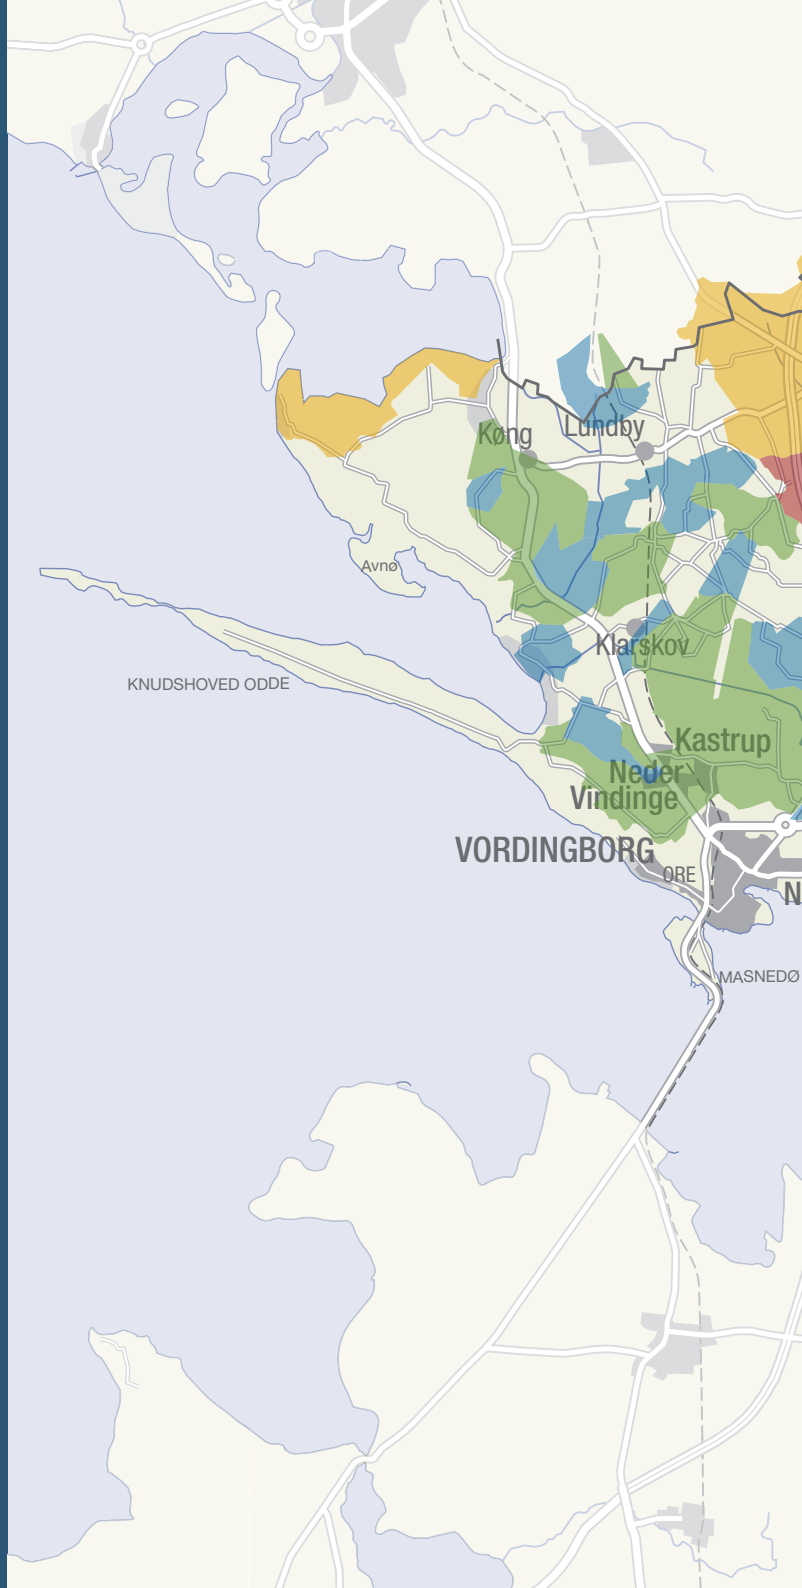 Køng
Lundby
Avnø
Klarskov
KNUDSHOVED ODDE
Kastrup
Neder
Vindinge
VORDINGBORG
ORE
N
MASNEDØ